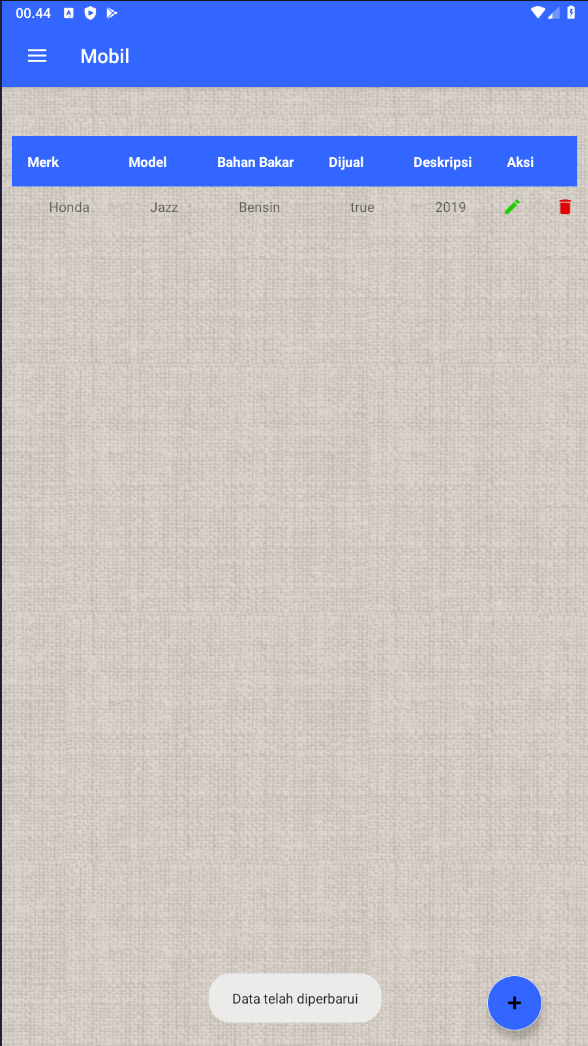 00.44
Mobil
Merk Model Bahan Bakar Dijual Deskripsi Aksi
Honda Jazz Bensin true 2019
Data telah diperbarui